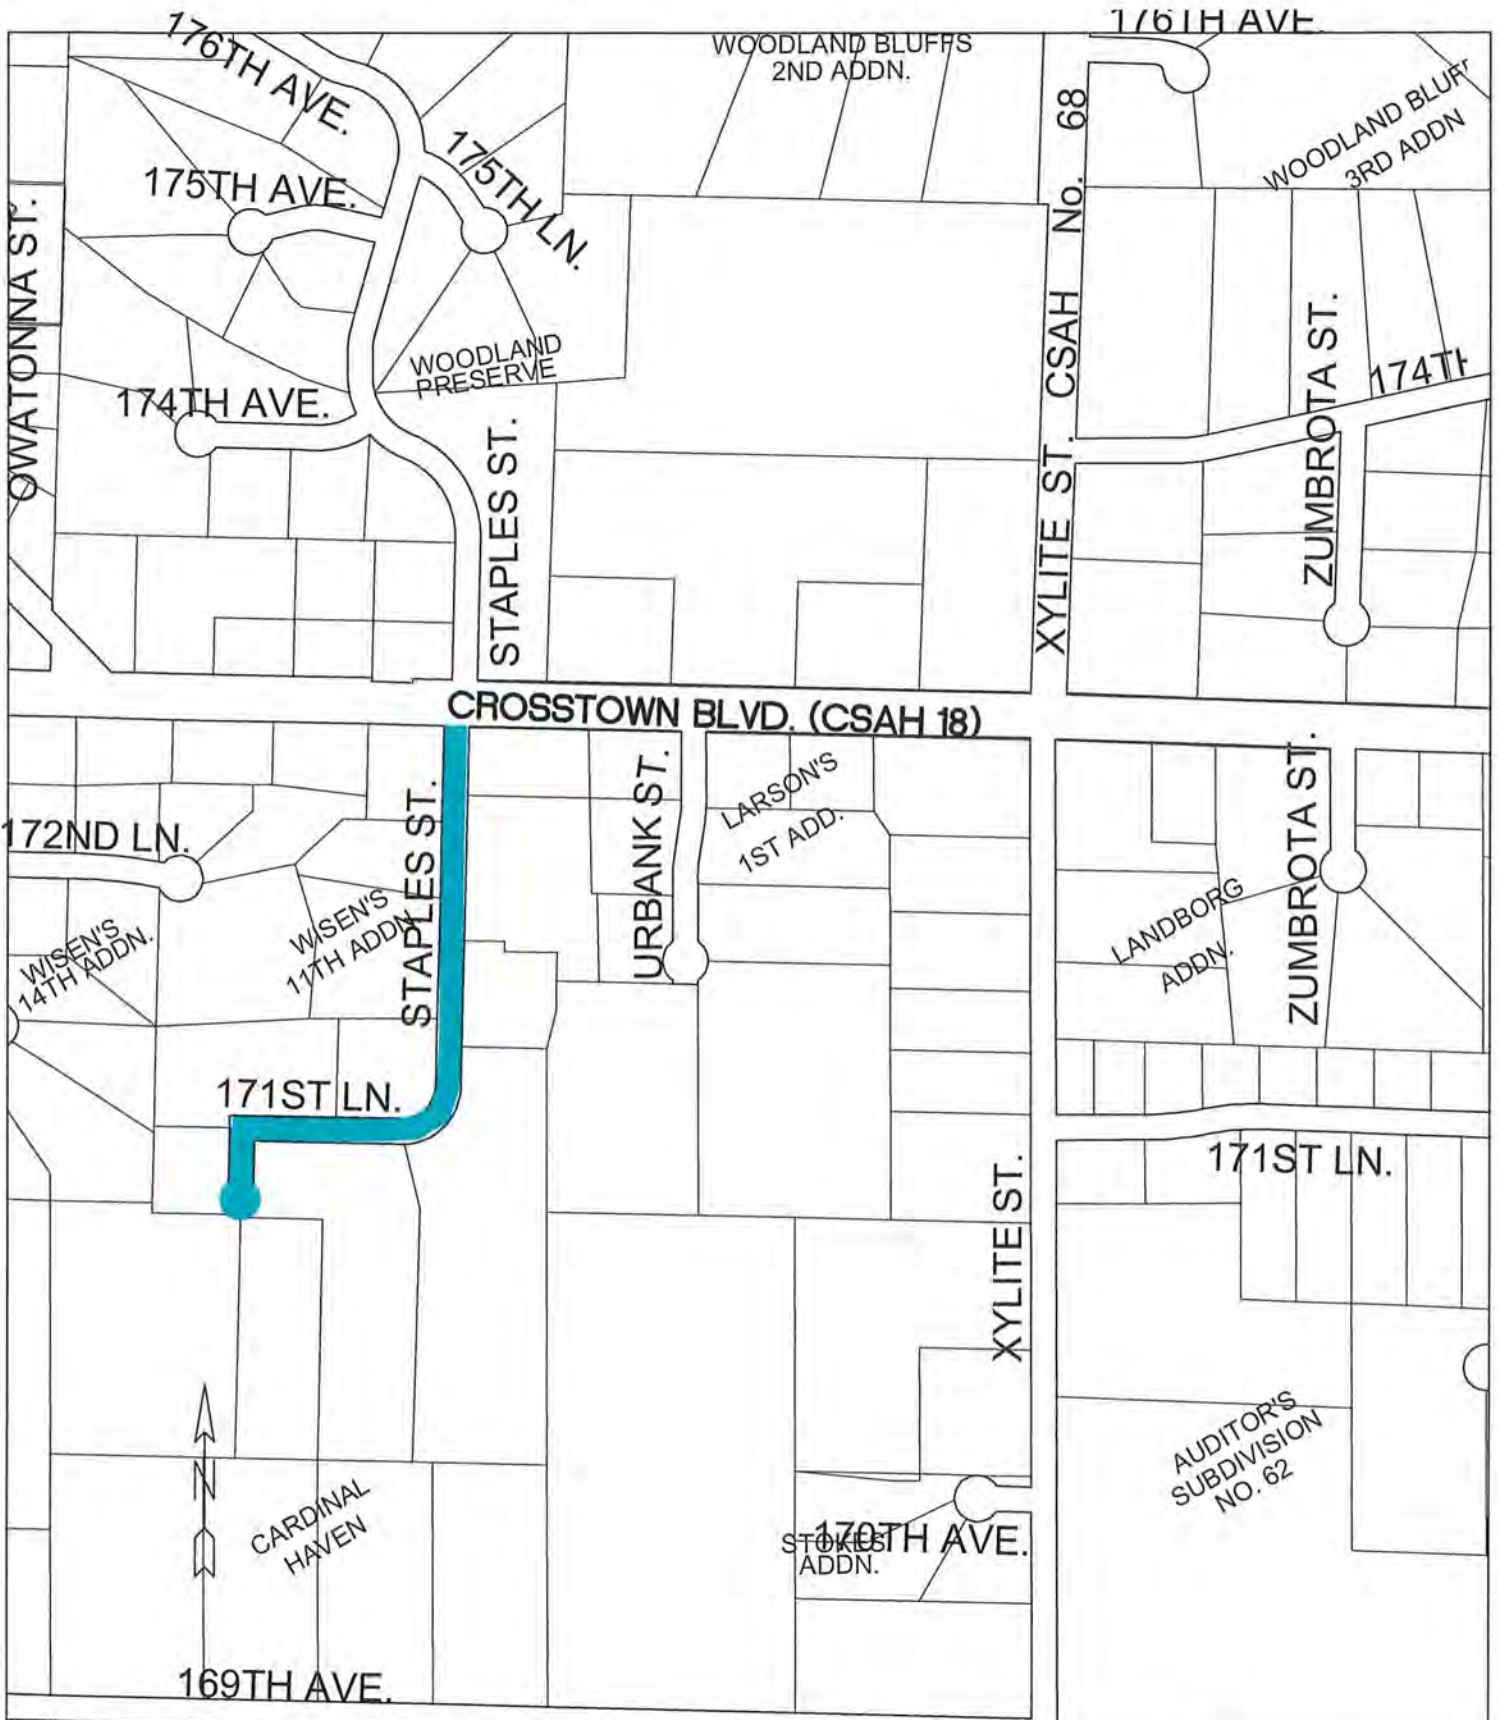 176TH AVE.
176TH AVE.
WOODLAND BLUFFS
2ND ADDN.
CSAH No. 68
WOODLAND BLUFF
3RD ADDN
175TH LN.
175TH AVE.
OWATONNA ST.
WOODLAND
PRESERVE
174TH AVE.
174TH
ZUMBROTA ST.
STAPLES ST.
XYLITE ST.
CROSSTOWN BLVD. (CSAH 18)
172ND LN.
STAPLES ST.
URBANK ST.
LARSON'S
1ST ADD.
ZUMBROTA ST.
WISEN'S
14TH ADDN.
WISEN'S
11TH ADDN
LANDBORG
ADDN.
171ST LN.
171ST LN.
XYLITE ST.
AUDITOR'S
SUBDIVISION
NO. 62
N
CARDINAL
HAVEN
170TH AVE.
STOKES
ADDN.
169TH AVE.